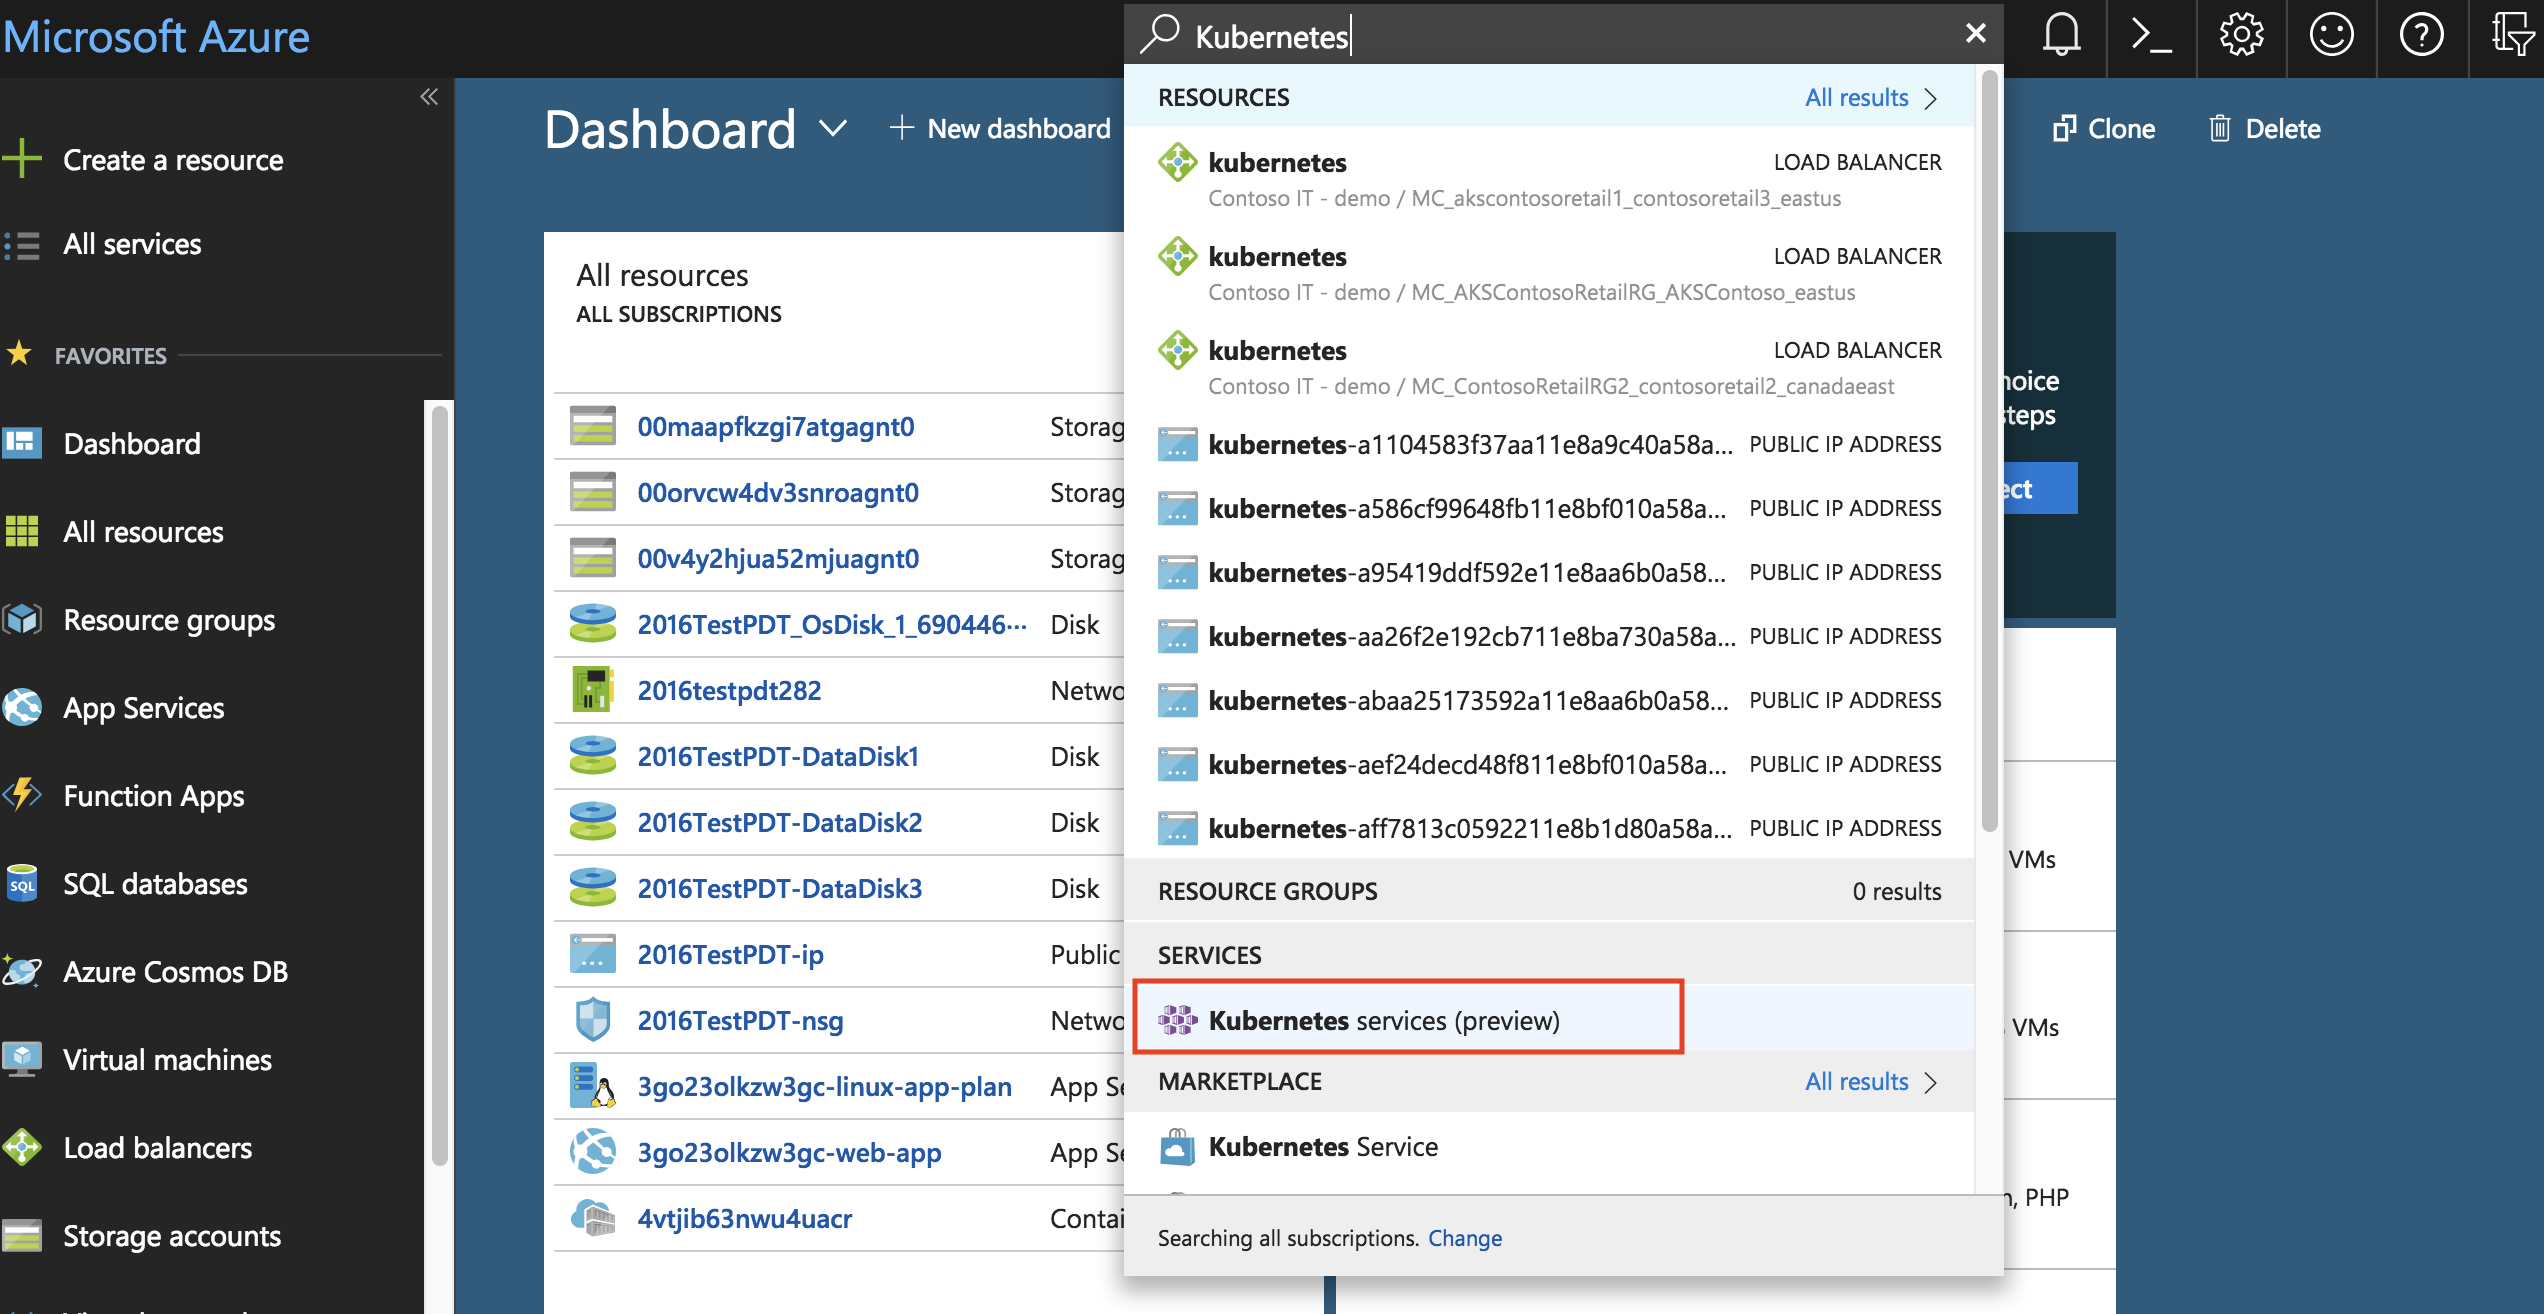 Microsoft Azure
Kubernetes
Create a resource
All services
FAVORITES
Dashboard
All resources
Resource groups
App Services
Function Apps
SQL databases
Azure Cosmos DB
Virtual machines
Load balancers
Storage accounts
Dashboard
New dashboard
Clone
Delete
All resources
ALL SUBSCRIPTIONS
00maapfkzgi7atgagnt0 Storag
00orvcw4dv3snroagnt0 Storag
00v4y2hjua52mjuagnt0 Storag
2016TestPDT_OsDisk_1_690446··· Disk
2016testpdt282 Netwo
2016TestPDT-DataDisk1 Disk
2016TestPDT-DataDisk2 Disk
2016TestPDT-DataDisk3 Disk
2016TestPDT-ip Public
2016TestPDT-nsg Netwo
3go23olkzw3gc-linux-app-plan App Se
3go23olkzw3gc-web-app App Se
4vtjib63nwu4uacr Contai
RESOURCES All results
kubernetes LOAD BALANCER
Contoso IT - demo / MC_akscontosoretail1_contosoretail3_eastus
kubernetes LOAD BALANCER
Contoso IT - demo / MC_AKSContosoRetailRG_AKSContoso_eastus
kubernetes LOAD BALANCER
Contoso IT - demo / MC_ContosoRetailRG2_contosoretail2_canadaeast
kubernetes-a1104583f37aa11e8a9c40a58a... PUBLIC IP ADDRESS
kubernetes-a586cf99648fb11e8bf010a58a... PUBLIC IP ADDRESS
kubernetes-a95419ddf592e11e8aa6b0a58... PUBLIC IP ADDRESS
kubernetes-aa26f2e192cb711e8ba730a58a... PUBLIC IP ADDRESS
kubernetes-abaa25173592a11e8aa6b0a58... PUBLIC IP ADDRESS
kubernetes-aef24decd48f811e8bf010a58a... PUBLIC IP ADDRESS
kubernetes-aff7813c0592211e8b1d80a58a... PUBLIC IP ADDRESS
RESOURCE GROUPS 0 results
SERVICES
Kubernetes services (preview)
MARKETPLACE All results
Kubernetes Service
Searching all subscriptions. Change
hoice
steps
ect
VMs
VMs
n, PHP
SQL